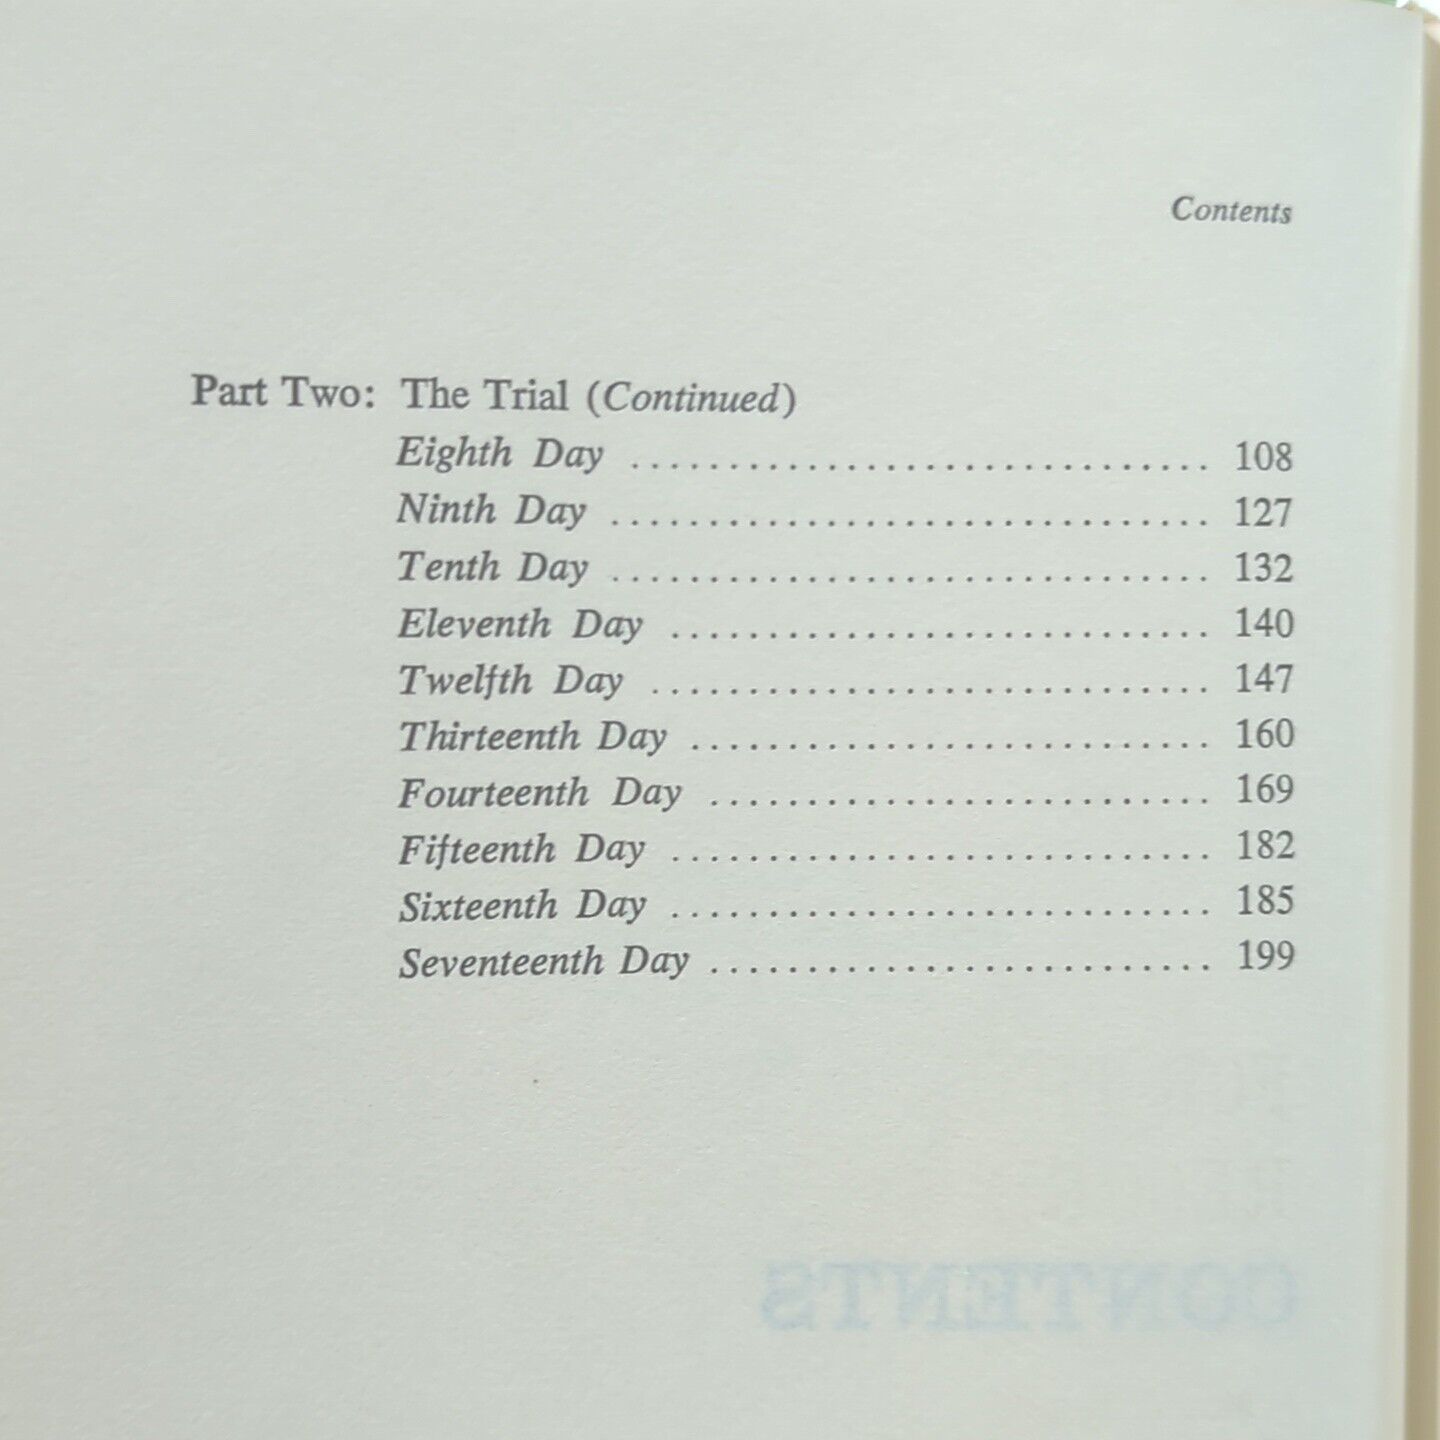 Contents
Part Two: The Trial (Continued)
Eighth Day .............................. 108
Ninth Day ............................... 127
Tenth Day ............................... 132
Eleventh Day ............................ 140
Twelfth Day ............................. 147
Thirteenth Day ........................... 160
Fourteenth Day .......................... 169
Fifteenth Day ............................ 182
Sixteenth Day ............................ 185
Seventeenth Day .......................... 199
CONTENTS